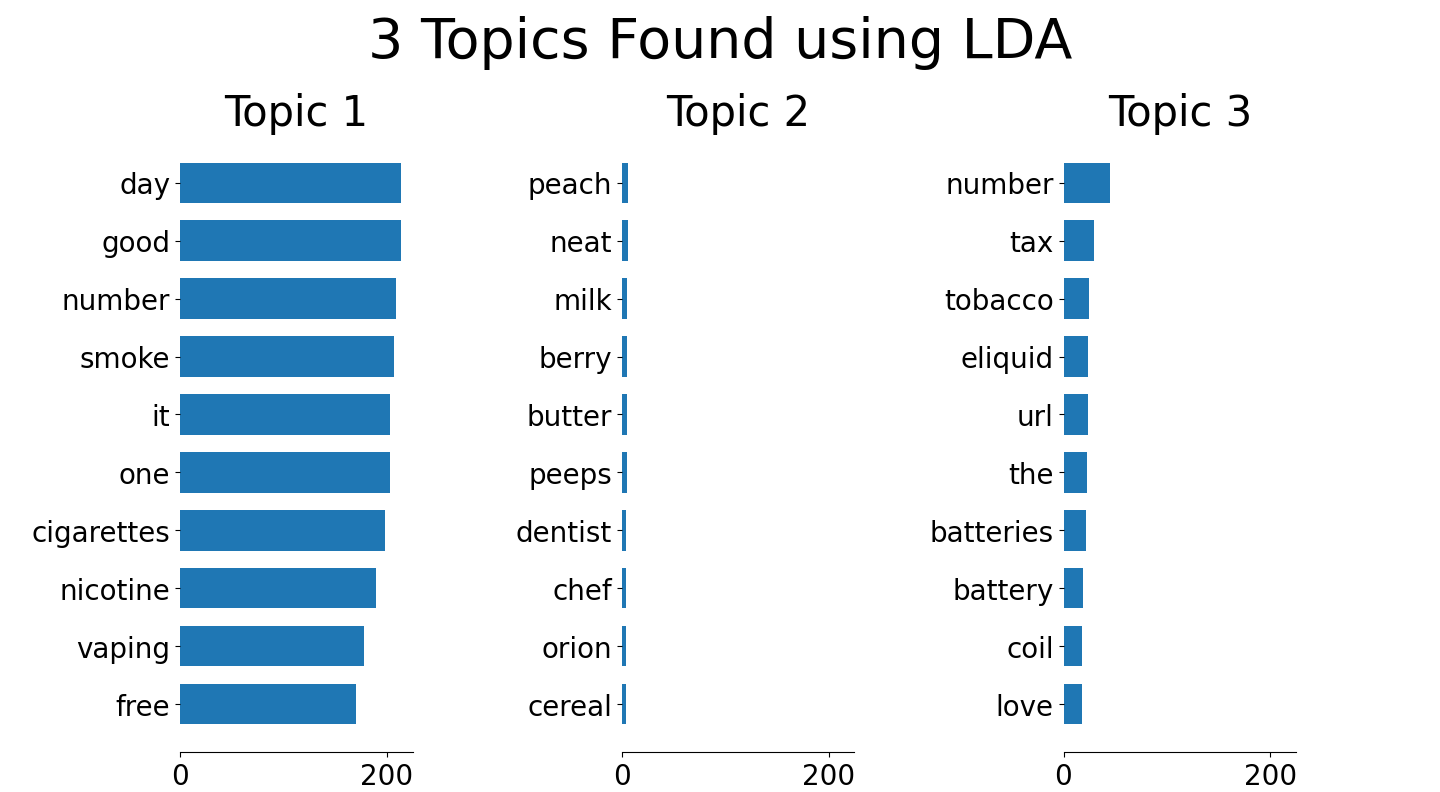 3 Topics Found using LDA
Topic 1
day
good
number
smoke
it
one
cigarettes
nicotine
vaping
free
0 200
Topic 2
peach
neat
milk
berry
butter
peeps
dentist
chef
orion
cereal
0 200
Topic 3
number
tax
tobacco
eliquid
url
the
batteries
battery
coil
love
0 200